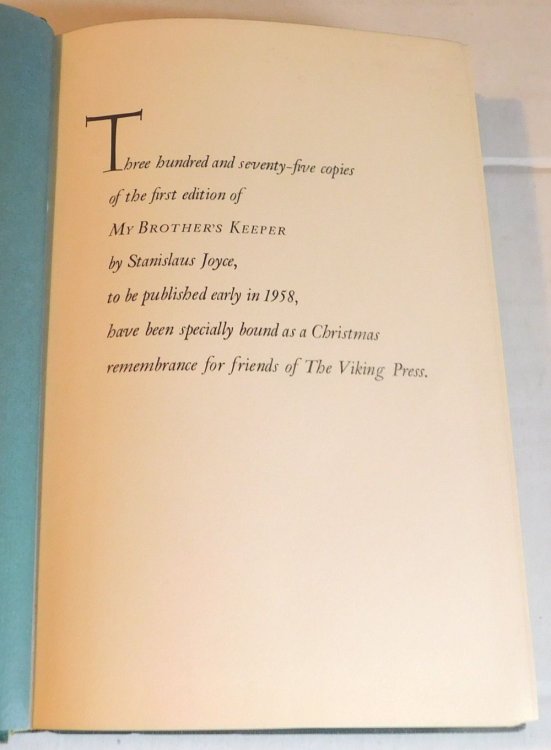 Three hundred and seventy-five copies
of the first edition of
MY BROTHER'S KEEPER
by Stanislaus Joyce,
to be published early in 1958,
have been specially bound as a Christmas
remembrance for friends of The Viking Press.